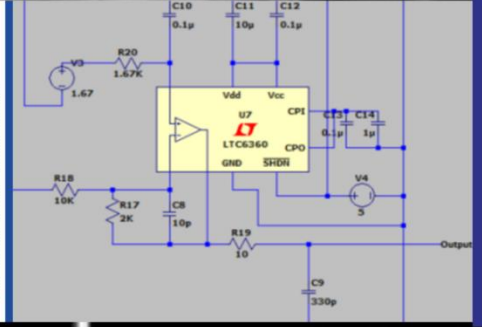 C10
0.1µ
C11
10µ
C12
0.1µ
R20
1.67K
V3
1.67
Vdd
Vcc
U7
CPI
LTC6360
CPO
GND
SHDN
C13
0.1µ
C14
1µ
V4
5
R18
10K
R17
2K
C8
10p
R19
10
Output
C9
330p